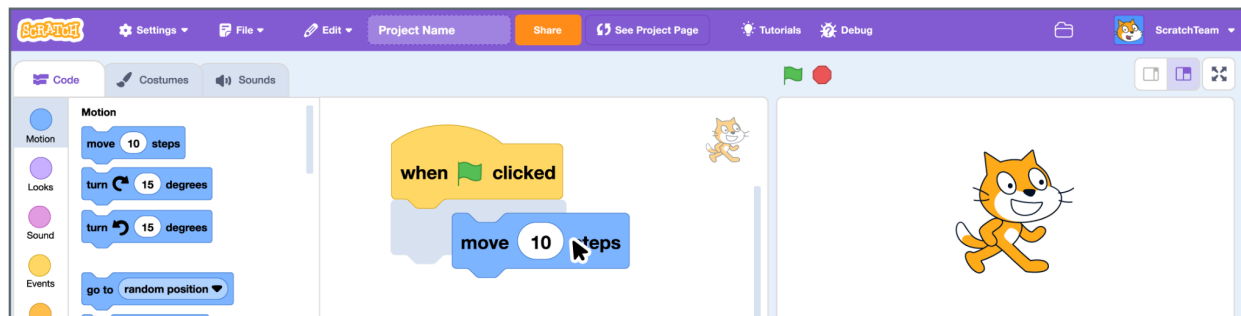 SCRATCH Settings File Edit Project Name Share See Project Page Tutorials Debug ScratchTeam
Code Costumes Sounds
Motion
Looks
Sound
Events
Motion
move 10 steps
turn 15 degrees
turn 15 degrees
go to random position
when clicked
move 10 steps